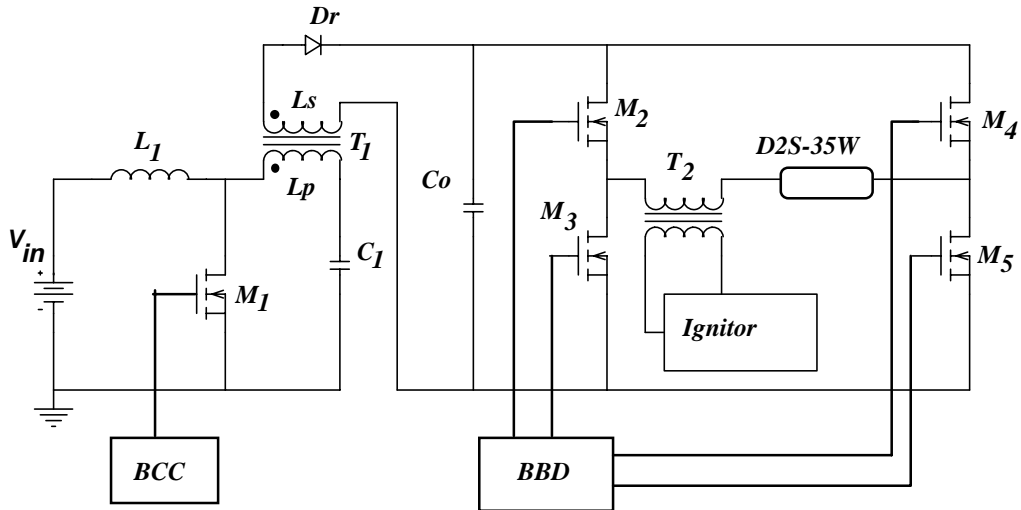 Dr
Ls
T1
Lp
L1
Vin
+
-
M1
C1
Co
M2
M3
T2
D2S-35W
M4
M5
Ignitor
BCC
BBD